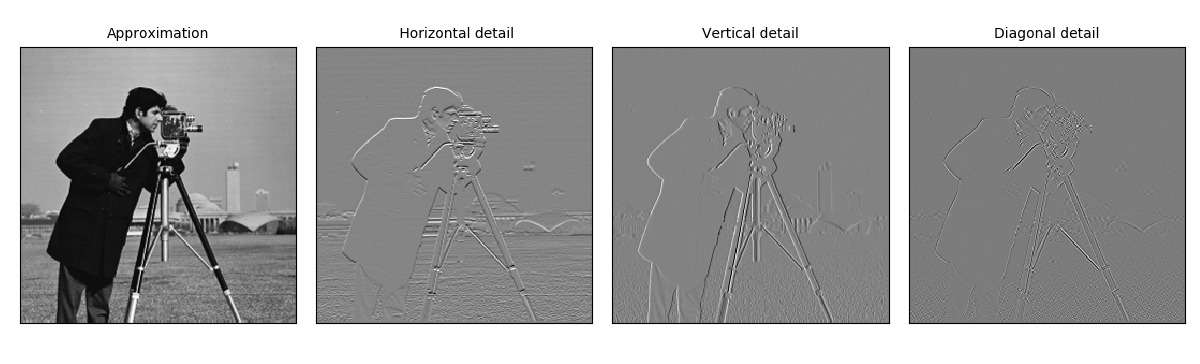 Approximation
Horizontal detail
Vertical detail
Diagonal detail